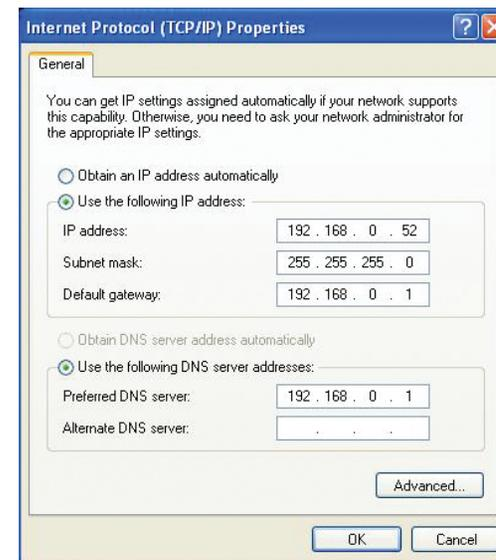 Internet Protocol (TCP/IP) Properties
General
You can get IP settings assigned automatically if your network supports
this capability. Otherwise, you need to ask your network administrator for
the appropriate IP settings.
Obtain an IP address automatically
Use the following IP address:
IP address: 192 . 168 . 0 . 52
Subnet mask: 255 . 255 . 255 . 0
Default gateway: 192 . 168 . 0 . 1
Obtain DNS server address automatically
Use the following DNS server addresses:
Preferred DNS server: 192 . 168 . 0 . 1
Alternate DNS server: . . .
Advanced...
OK Cancel